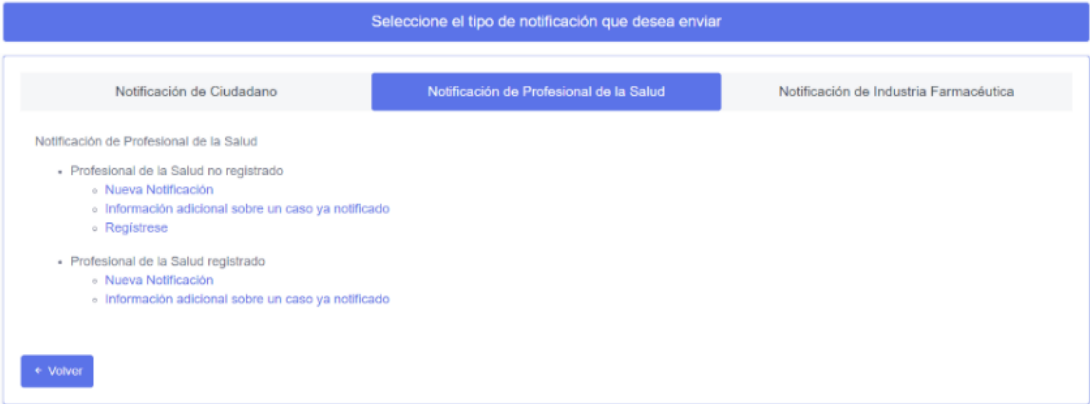 Seleccione el tipo de notificación que desea enviar
Notificación de Ciudadano
Notificación de Profesional de la Salud
Notificación de Industria Farmacéutica
Notificación de Profesional de la Salud
• Profesional de la Salud no registrado
◦ Nueva Notificación
◦ Información adicional sobre un caso ya notificado
◦ Regístrese
• Profesional de la Salud registrado
◦ Nueva Notificación
◦ Información adicional sobre un caso ya notificado
← Volver